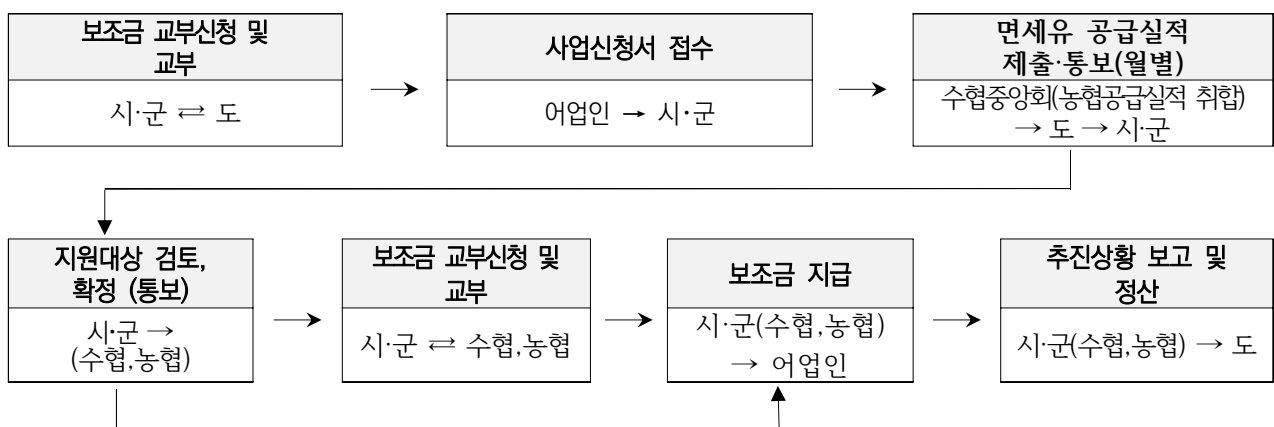 보조금 교부신청 및
교부
시·군 ⇌ 도
사업신청서 접수
어업인 → 시·군
면세유 공급실적
제출·통보(월별)
수협중앙회(농협공급실적 취합)
→ 도 → 시·군
지원대상 검토,
확정 (통보)
시·군 →
(수협,농협)
보조금 교부신청 및
교부
시·군 ⇌ 수협,농협
보조금 지급
시·군(수협,농협)
→ 어업인
추진상황 보고 및
정산
시·군(수협,농협) → 도